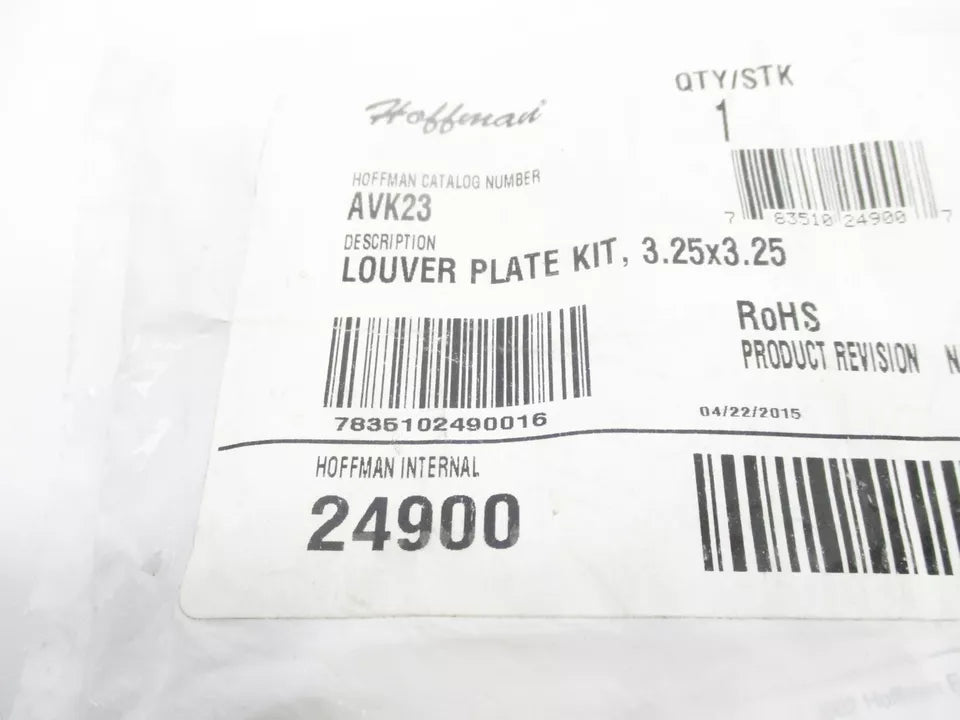 Hoffman
QTY/STK
1
HOFFMAN CATALOG NUMBER
AVK23
7 83510 24900 7
DESCRIPTION
LOUVER PLATE KIT, 3.25x3.25
RoHS
PRODUCT REVISION N
7835102490016
04/22/2015
HOFFMAN INTERNAL
24900
Hoffman